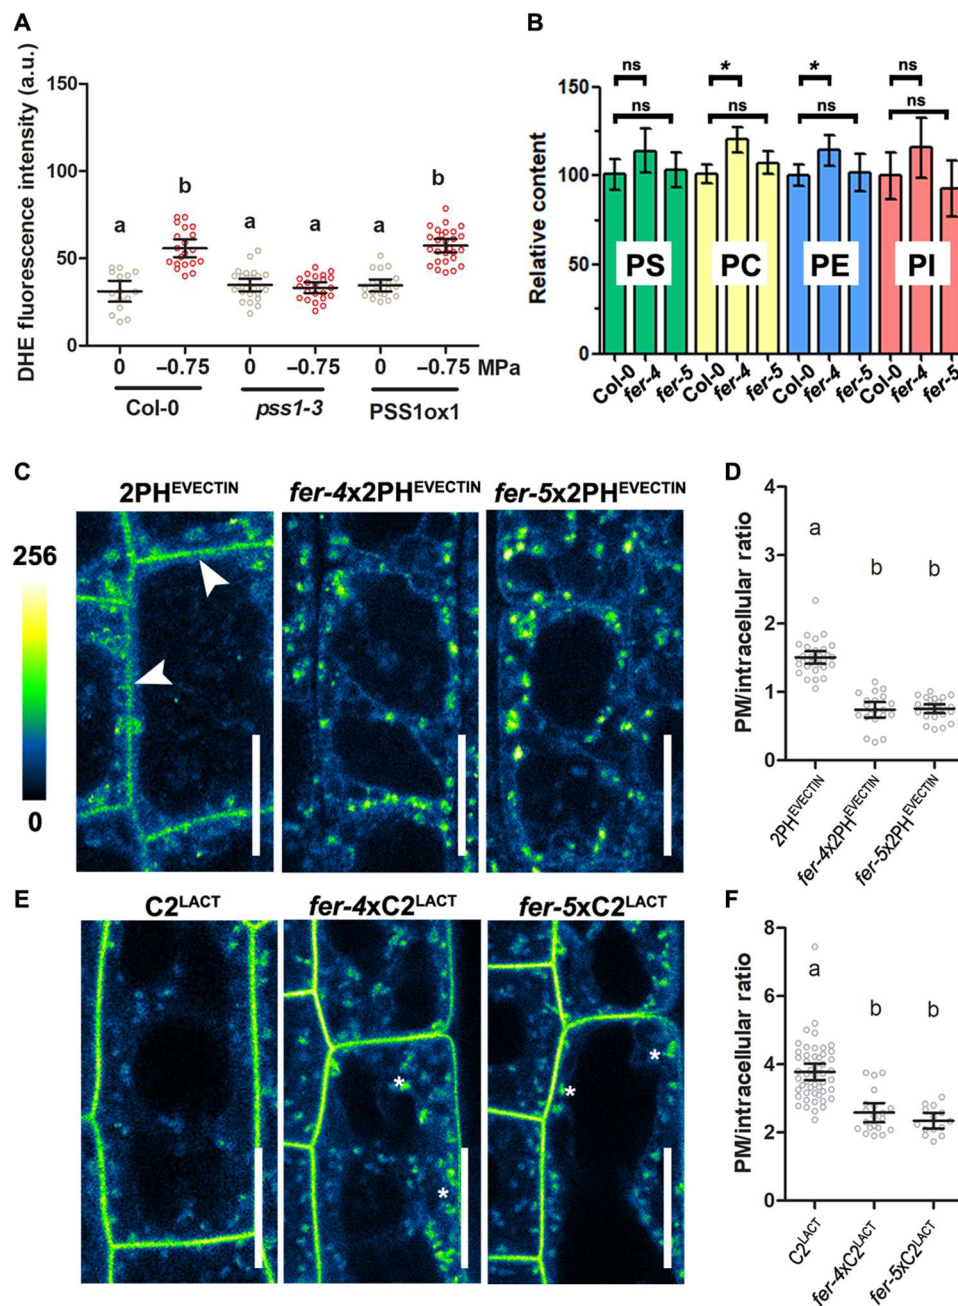 A
DHE fluorescence intensity (a.u.)
150
100
50
0
a
b
a
a
a
b
0
−0.75
0
−0.75
0
−0.75
MPa
Col-0
pss1-3
PSS1ox1
B
Relative content
150
100
50
0
ns
ns
*
ns
*
ns
ns
ns
PS
PC
PE
PI
Col-0
fer-4
fer-5
Col-0
fer-4
fer-5
Col-0
fer-4
fer-5
Col-0
fer-4
fer-5
C
256
0
2PH^EVECTIN
fer-4x2PH^EVECTIN
fer-5x2PH^EVECTIN
D
PM/intracellular ratio
4
3
2
1
0
a
b
b
2PH^EVECTIN
fer-4x2PH^EVECTIN
fer-5x2PH^EVECTIN
E
C2^LACT
fer-4xC2^LACT
fer-5xC2^LACT
*
*
*
*
F
PM/intracellular ratio
8
6
4
2
0
a
b
b
C2^LACT
fer-4xC2^LACT
fer-5xC2^LACT